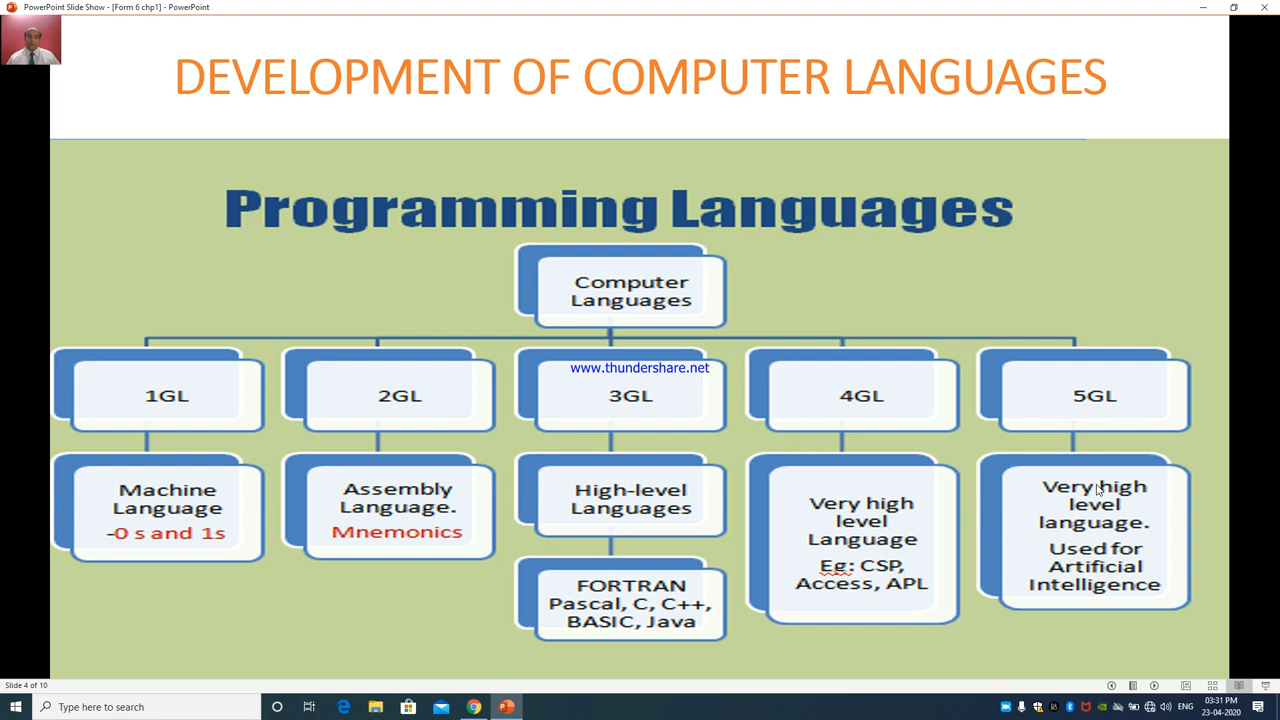 PowerPoint Slide Show - [Form 6 chp1] - PowerPoint
DEVELOPMENT OF COMPUTER LANGUAGES
Programming Languages
Computer
Languages
1GL
2GL
www.thundershare.net
3GL
4GL
5GL
Machine
Language
-0 s and 1s
Assembly
Language.
Mnemonics
High-level
Languages
FORTRAN
Pascal, C, C++,
BASIC, Java
Very high
level
Language
Eg: CSP,
Access, APL
Very high
level
language.
Used for
Artificial
Intelligence
Slide 4 of 10
Type here to search
ENG
03:31 PM
23-04-2020